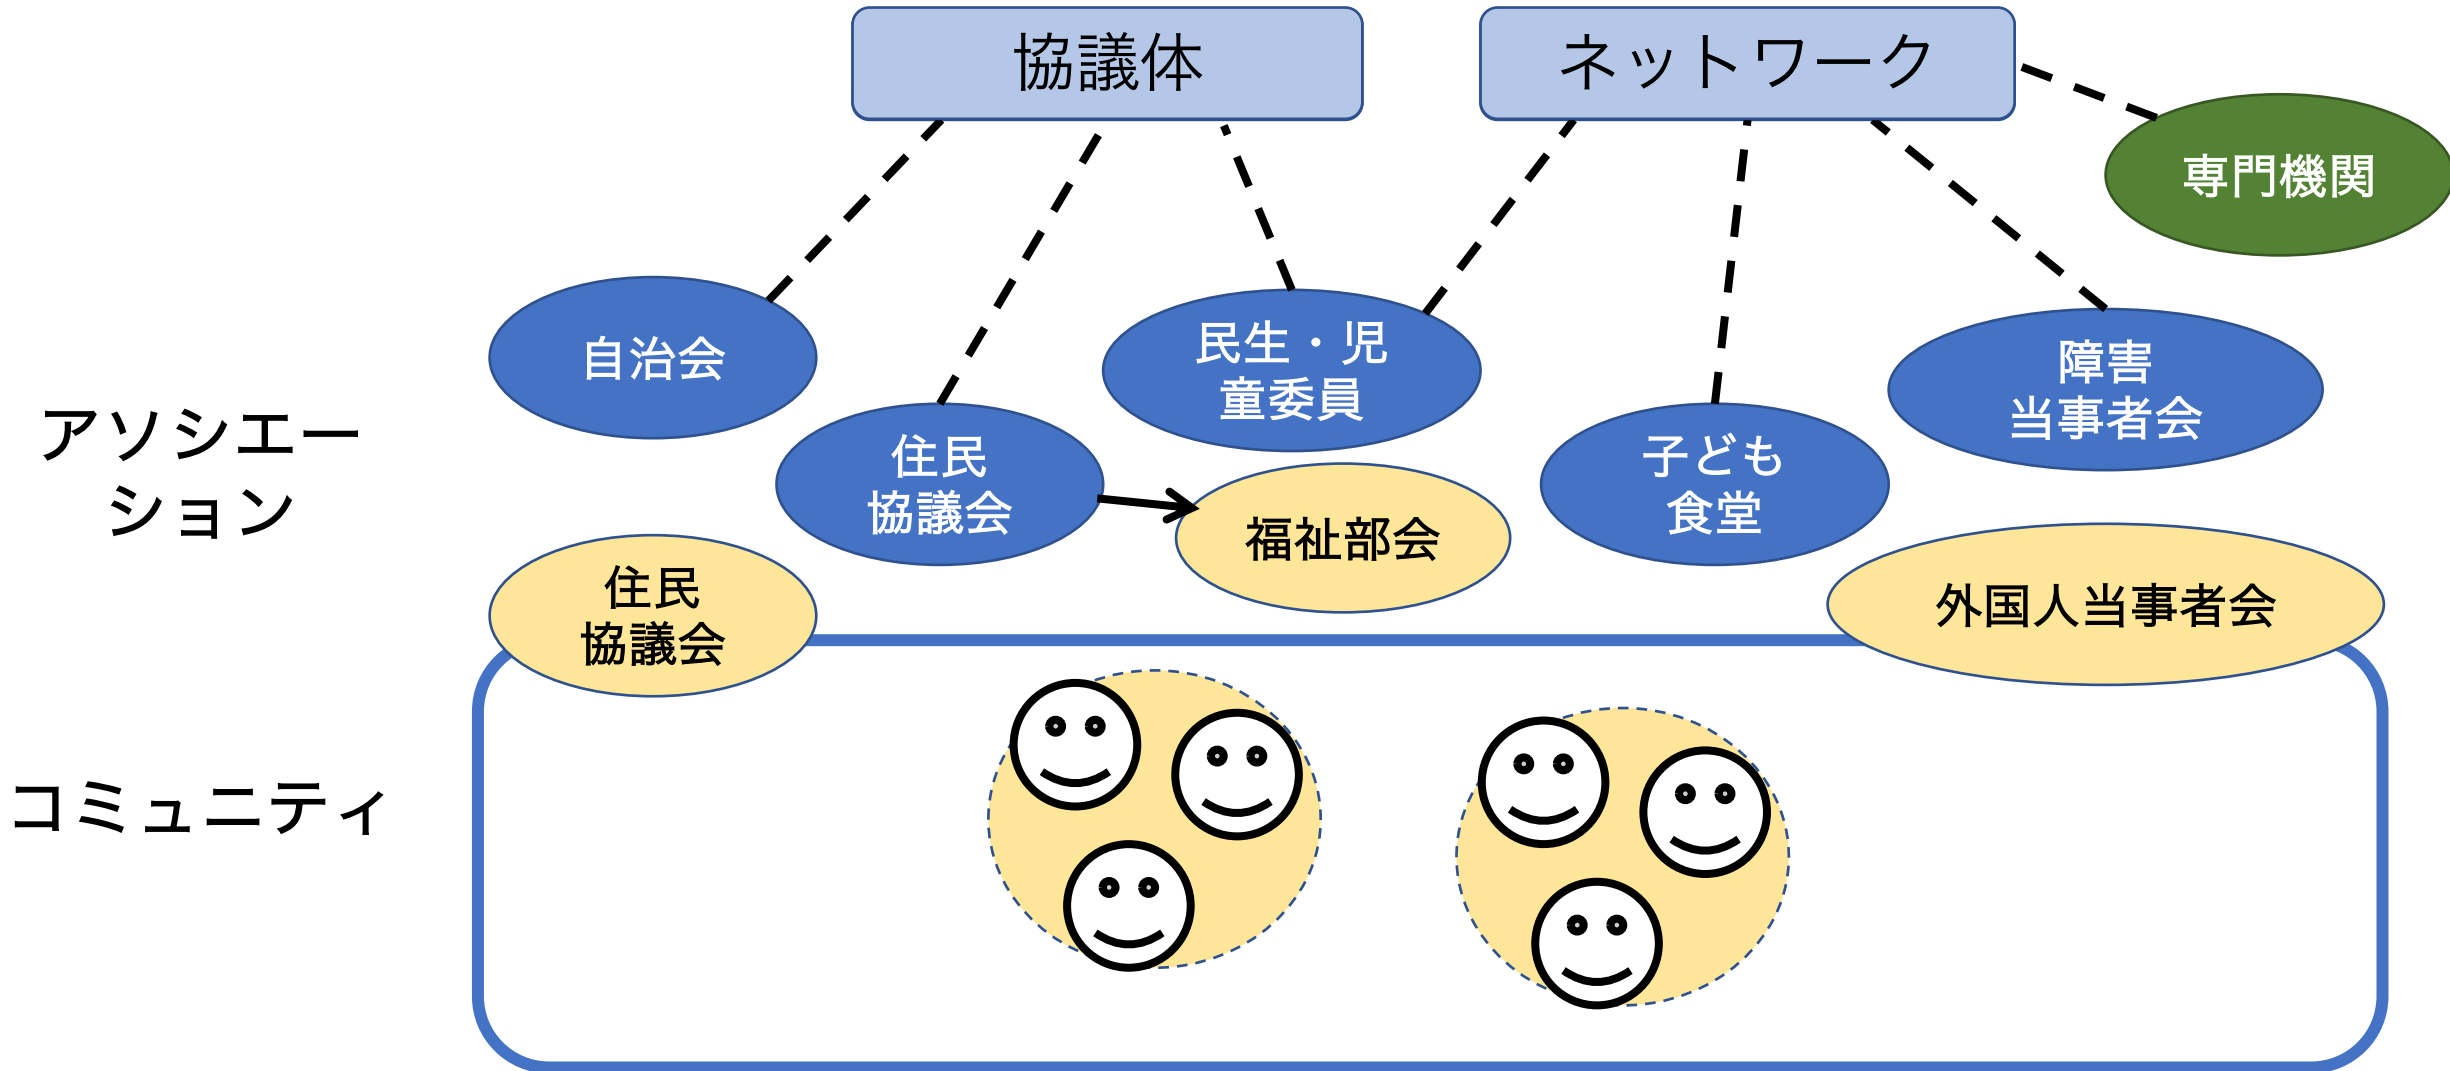 協議体
ネットワーク
専門機関
自治会
民生・児
童委員
障害
当事者会
アソシエー
ション
住民
協議会
子ども
食堂
福祉部会
住民
協議会
外国人当事者会
コミュニティ